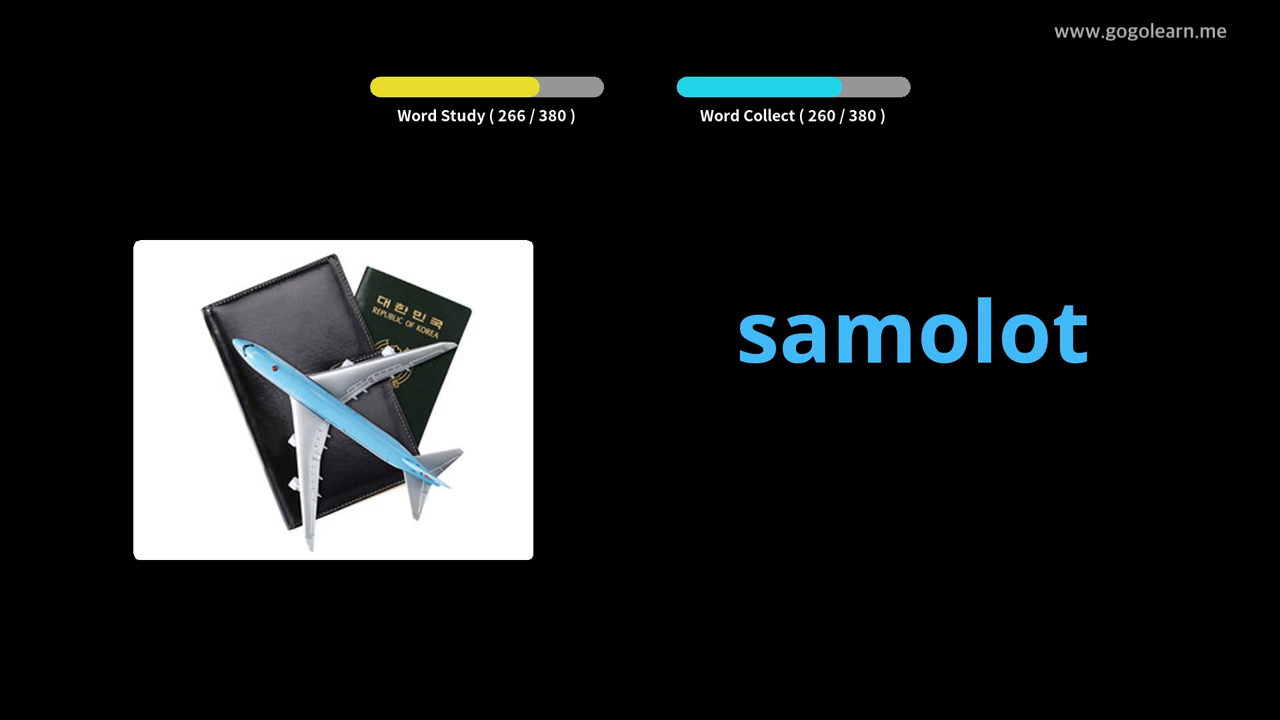 www.gogolearn.me
Word Study ( 266 / 380 )
Word Collect ( 260 / 380 )
대한민국
REPUBLIC OF KOREA
samolot